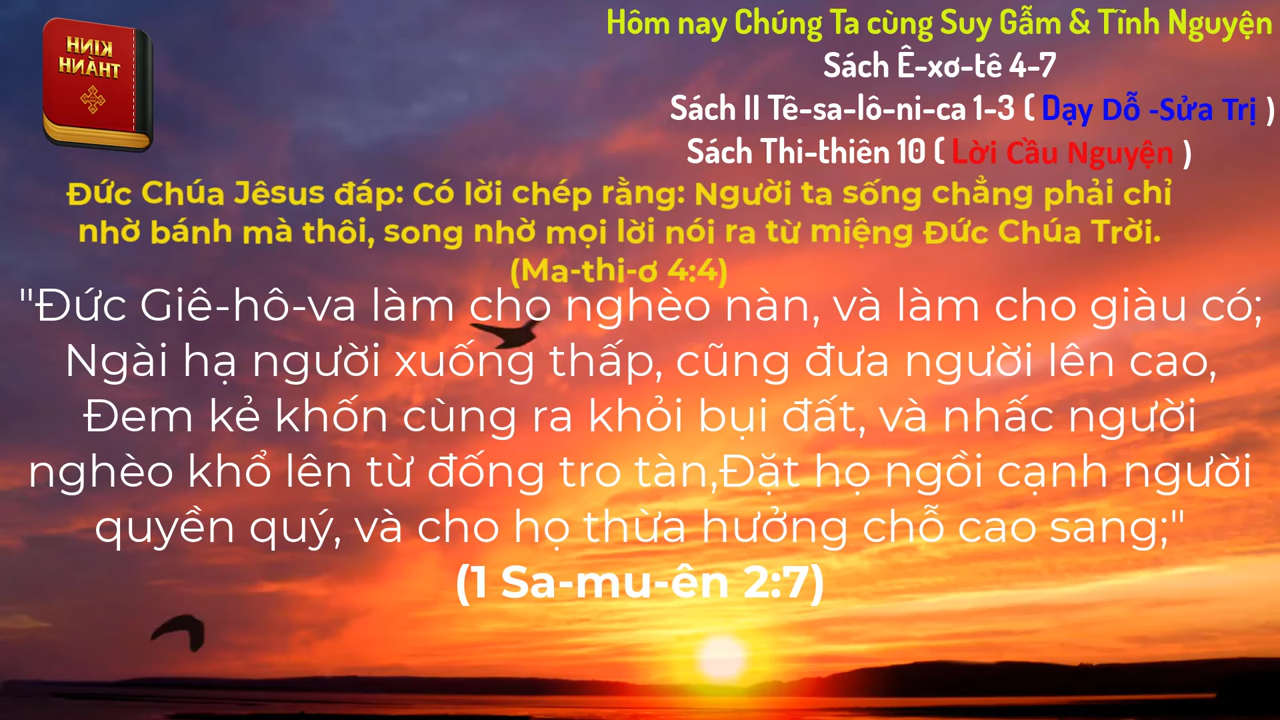 KINH
THÀNH
Hôm nay Chúng Ta cùng Suy Gẫm & Tĩnh Nguyện
Sách Ê-xơ-tê 4-7
Sách II Tê-sa-lô-ni-ca 1-3 ( Dạy Dỗ -Sửa Trị )
Sách Thi-thiên 10 ( Lời Cầu Nguyện )
Đức Chúa Jêsus đáp: Có lời chép rằng: Người ta sống chẳng phải chỉ
nhờ bánh mà thôi, song nhờ mọi lời nói ra từ miệng Đức Chúa Trời.
(Ma-thi-ơ 4:4)
"Đức Giê-hô-va làm cho nghèo nàn, và làm cho giàu có;
Ngài hạ người xuống thấp, cũng đưa người lên cao,
Đem kẻ khốn cùng ra khỏi bụi đất, và nhấc người
nghèo khổ lên từ đống tro tàn,Đặt họ ngồi cạnh người
quyền quý, và cho họ thừa hưởng chỗ cao sang;"
(1 Sa-mu-ên 2:7)